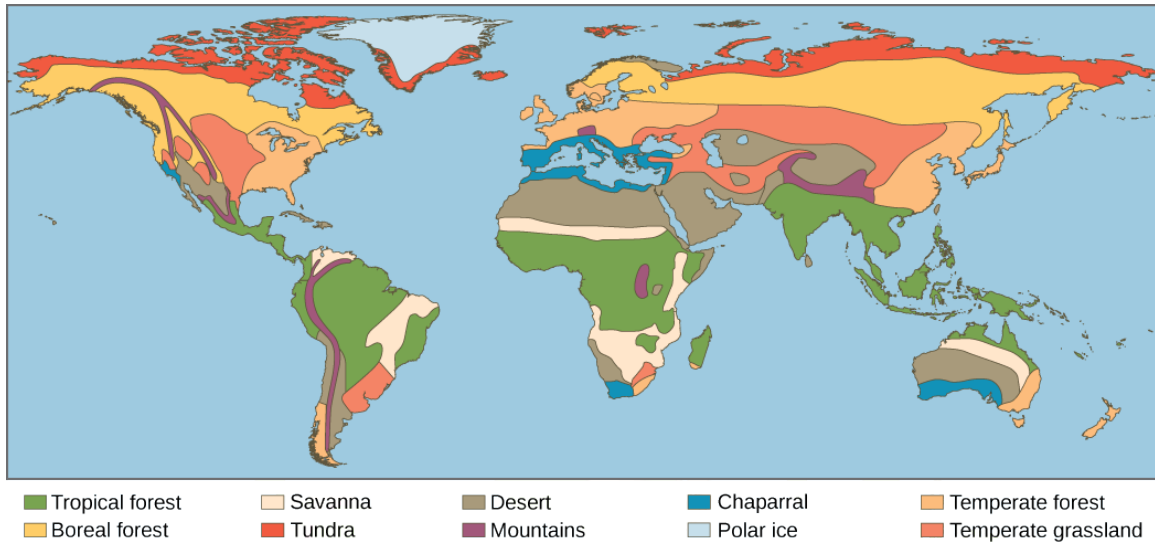 Tropical forest Savanna Desert Chaparral Temperate forest
Boreal forest Tundra Mountains Polar ice Temperate grassland